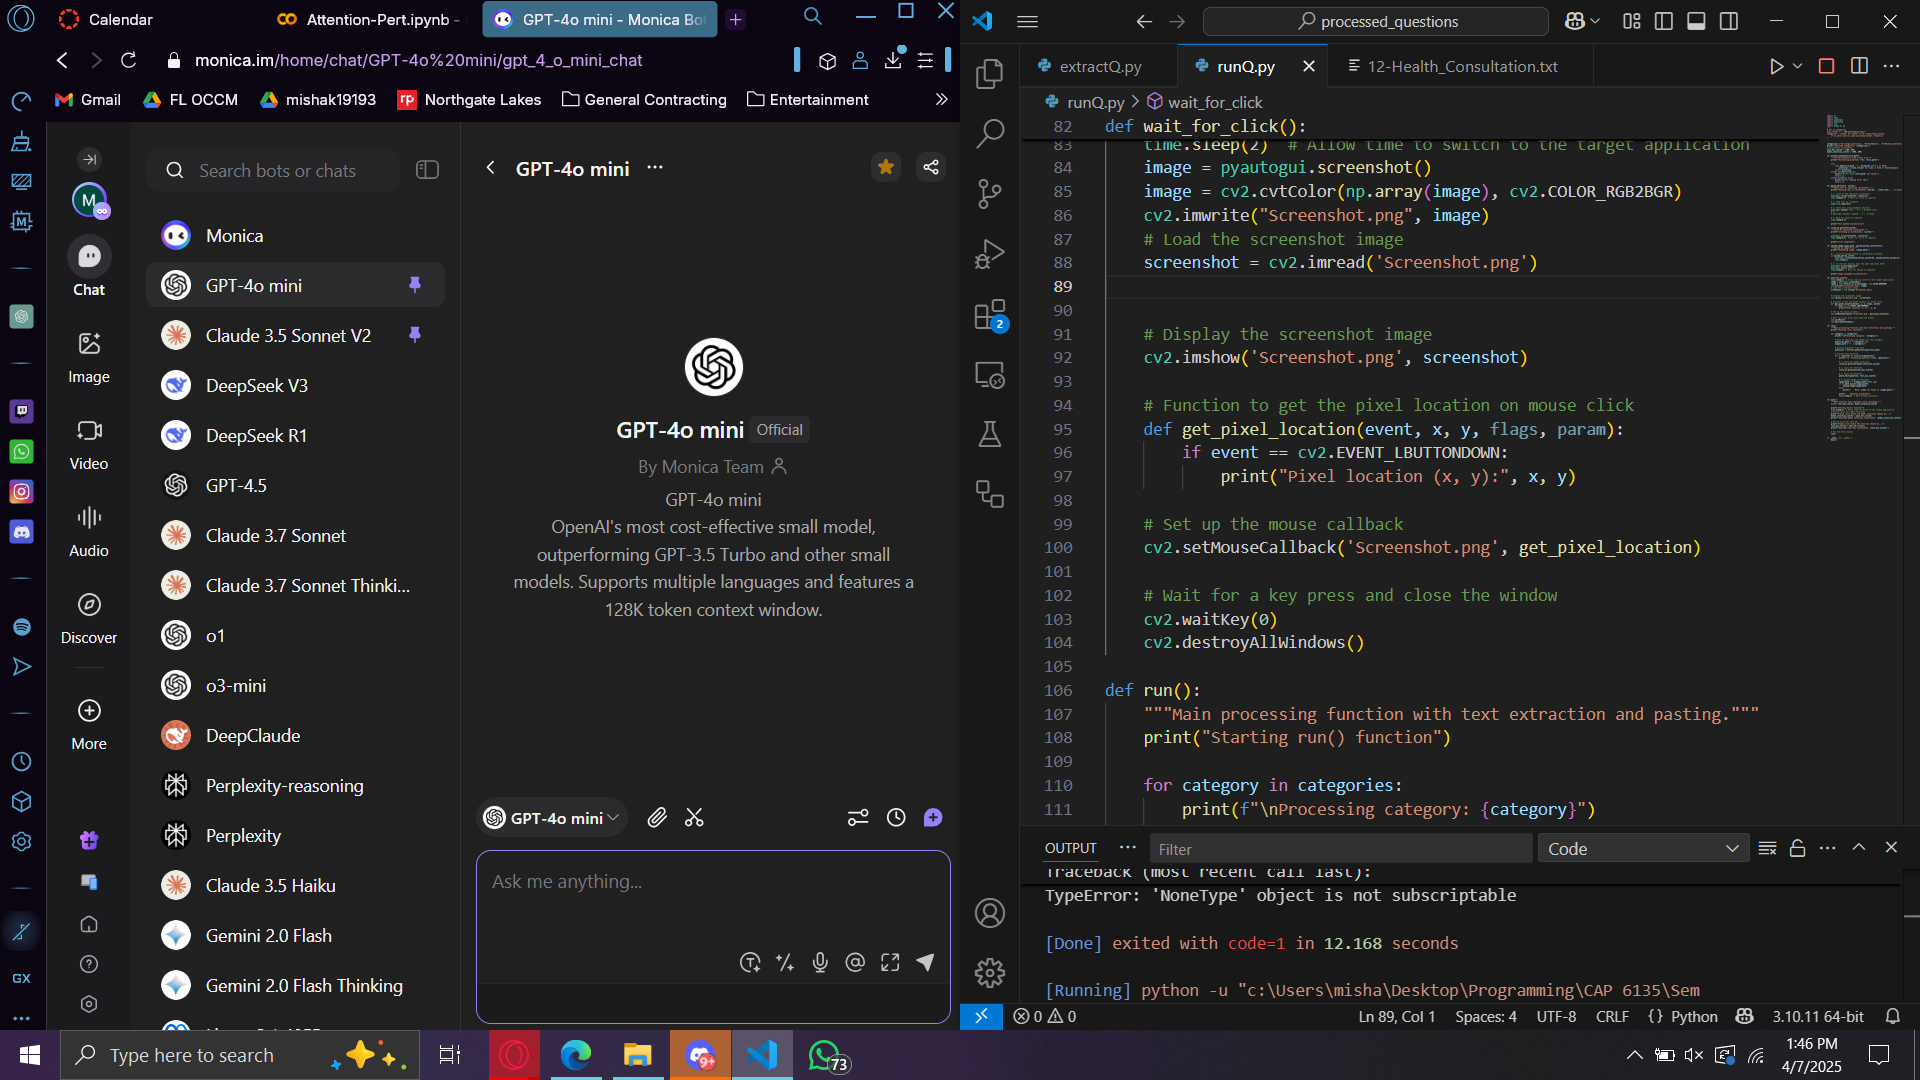 Calendar
Attention-Pert.ipynb -
GPT-4o mini - Monica Bo
monica.im/home/chat/GPT-4o%20mini/gpt_4_o_mini_chat
Gmail
FL OCCM
mishak19193
rp
Northgate Lakes
General Contracting
Entertainment
M
Chat
Image
Video
Audio
Discover
More
GX
Search bots or chats
Monica
GPT-4o mini
Claude 3.5 Sonnet V2
DeepSeek V3
DeepSeek R1
GPT-4.5
Claude 3.7 Sonnet
Claude 3.7 Sonnet Thinki...
o1
o3-mini
DeepClaude
Perplexity-reasoning
Perplexity
Claude 3.5 Haiku
Gemini 2.0 Flash
Gemini 2.0 Flash Thinking
GPT-4o mini
GPT-4o mini Official
By Monica Team
GPT-4o mini
OpenAI's most cost-effective small model,
outperforming GPT-3.5 Turbo and other small
models. Supports multiple languages and features a
128K token context window.
GPT-4o mini
Ask me anything...
processed_questions
extractQ.py
runQ.py
12-Health_Consultation.txt
runQ.py > wait_for_click
82 def wait_for_click():
83 time.sleep(2)  # Allow time to switch to the target application
84 image = pyautogui.screenshot()
85 image = cv2.cvtColor(np.array(image), cv2.COLOR_RGB2BGR)
86 cv2.imwrite("Screenshot.png", image)
87 # Load the screenshot image
88 screenshot = cv2.imread('Screenshot.png')
89
90
91 # Display the screenshot image
92 cv2.imshow('Screenshot.png', screenshot)
93
94 # Function to get the pixel location on mouse click
95 def get_pixel_location(event, x, y, flags, param):
96 if event == cv2.EVENT_LBUTTONDOWN:
97 print("Pixel location (x, y):", x, y)
98
99 # Set up the mouse callback
100 cv2.setMouseCallback('Screenshot.png', get_pixel_location)
101
102 # Wait for a key press and close the window
103 cv2.waitKey(0)
104 cv2.destroyAllWindows()
105
106 def run():
107 """Main processing function with text extraction and pasting."""
108 print("Starting run() function")
109
110 for category in categories:
111 print(f"\nProcessing category: {category}")
2
OUTPUT
Filter
Code
Traceback (most recent call last):
TypeError: 'NoneType' object is not subscriptable
[Done] exited with code=1 in 12.168 seconds
[Running] python -u "c:\Users\misha\Desktop\Programming\CAP 6135\Sem
0 0
Ln 89, Col 1
Spaces: 4
UTF-8
CRLF
{ } Python
3.10.11 64-bit
Type here to search
9+
73
1:46 PM
4/7/2025